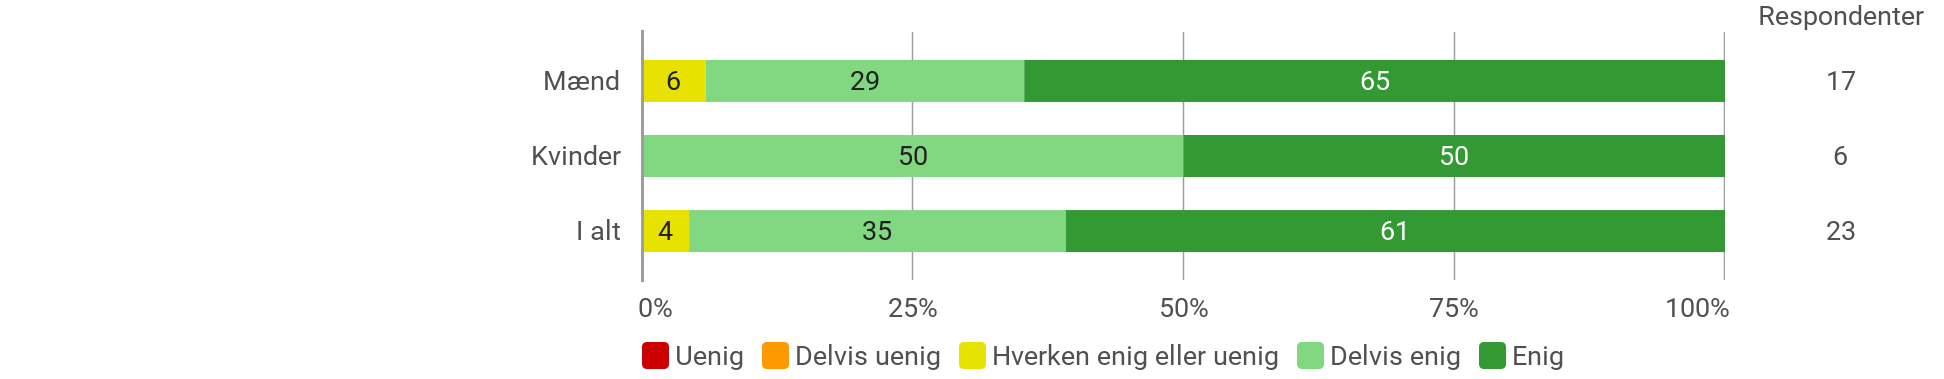 Respondenter
Mænd 6 29 65 17
Kvinder 50 50 6
I alt 4 35 61 23
0% 25% 50% 75% 100%
Uenig Delvis uenig Hverken enig eller uenig Delvis enig Enig